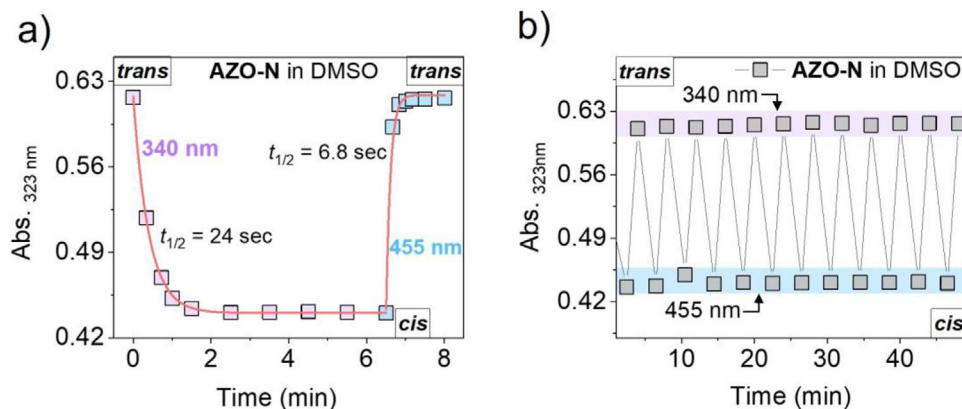 a)
trans
AZO-N in DMSO
trans
0.63
0.56
0.49
0.42
340 nm
t1/2 = 6.8 sec
t1/2 = 24 sec
455 nm
cis
Abs. 323 nm
0
2
4
6
8
Time (min)
b)
trans
AZO-N in DMSO
0.63
0.56
0.49
0.42
340 nm
455 nm
cis
Abs. 323nm
10
20
30
40
Time (min)